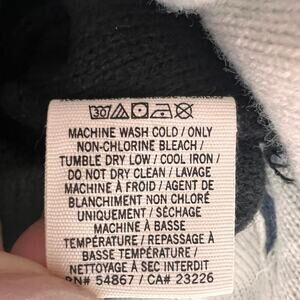 30
MACHINE WASH COLD / ONLY
NON-CHLORINE BLEACH /
TUMBLE DRY LOW / COOL IRON /
DO NOT DRY CLEAN / LAVAGE
MACHINE À FROID / AGENT DE
BLANCHIMENT NON CHLORÉ
UNIQUEMENT / SÉCHAGE
MACHINE À BASSE
TEMPÉRATURE / REPASSAGE À
BASSE TEMPÉRATURE /
NETTOYAGE À SEC INTERDIT
RN# 54867 / CA# 23226